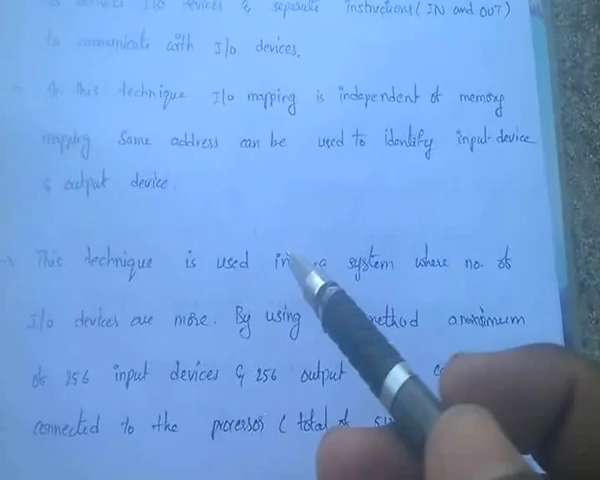 I/O devices & separate instructions (IN and OUT)
to communicate with I/o devices.
this technique I/o mapping is independent of memory
mapping Same address can be used to identify input device
& output device.
→ This technique is used in a system where no. of
I/o devices are more. By using method a maximum
of 256 input devices & 256 output
connected to the processor ( total of